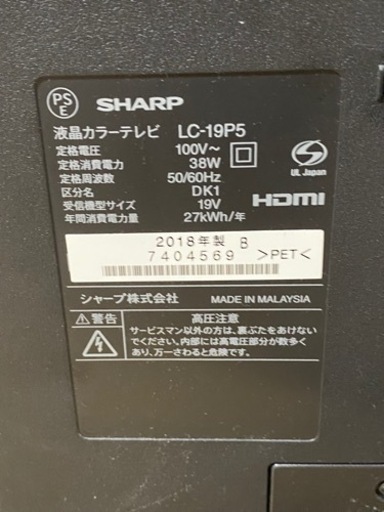 PS
E
SHARP
液晶カラーテレビ LC-19P5
定格電圧 100V～
定格消費電力 38W
定格周波数 50/60Hz
区分名 DK1
受信機型サイズ 19V
年間消費電力量 27kWh/年
S
UL Japan
HDMI
2018年製 B
7404569 >PET<
シャープ株式会社 MADE IN MALAYSIA
⚠警告 高圧注意
サービスマン以外の方は、裏ぶたをあけない
でください。内部には高電圧部分が数多く
あり、万一さわると危険です。